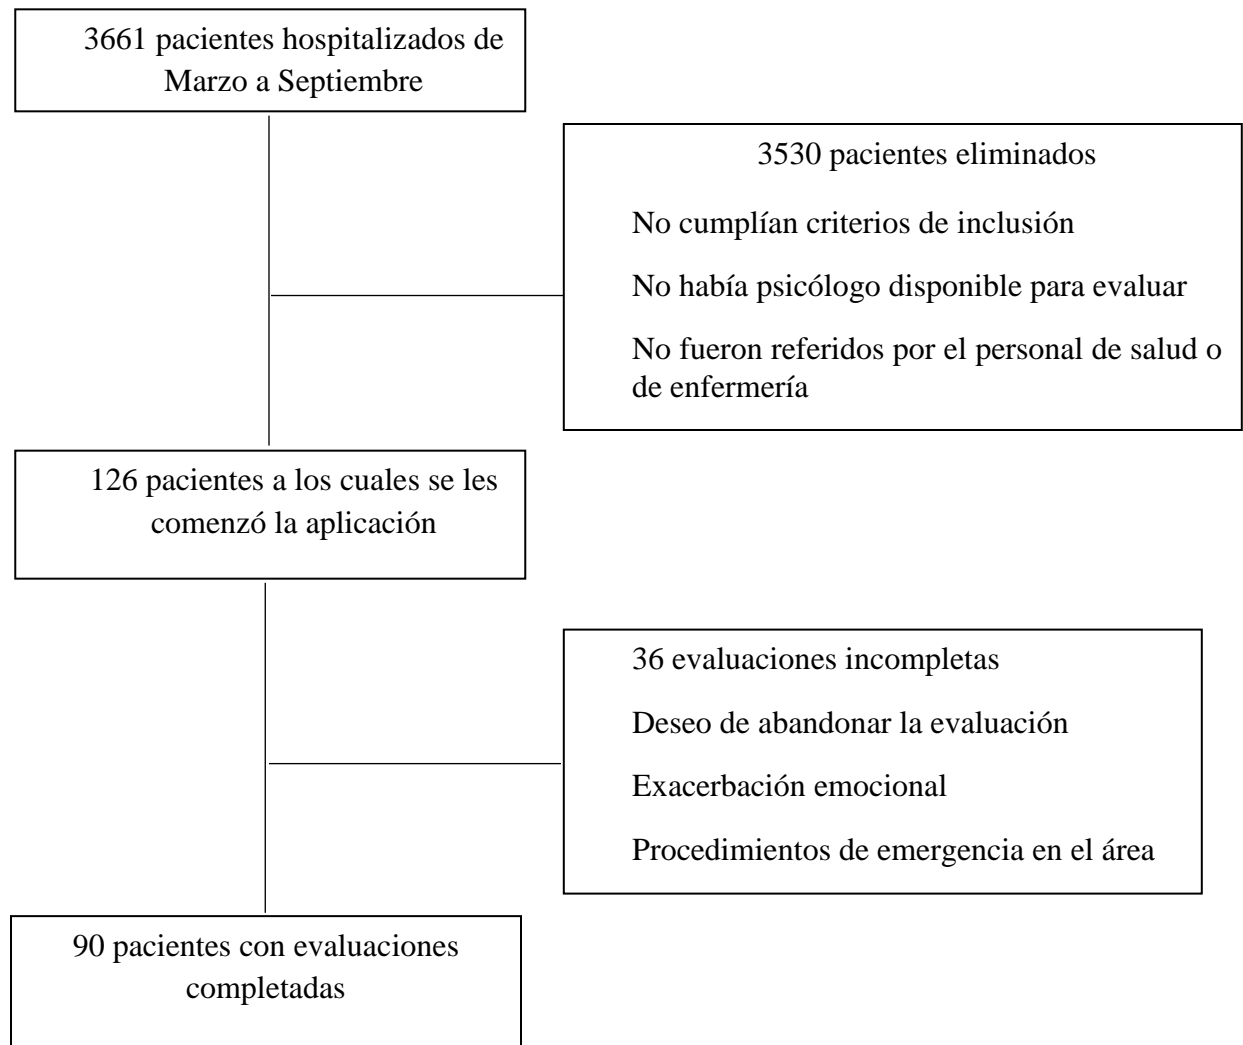 3661 pacientes hospitalizados de
Marzo a Septiembre
3530 pacientes eliminados
No cumplían criterios de inclusión
No había psicólogo disponible para evaluar
No fueron referidos por el personal de salud o
de enfermería
126 pacientes a los cuales se les
comenzó la aplicación
36 evaluaciones incompletas
Deseo de abandonar la evaluación
Exacerbación emocional
Procedimientos de emergencia en el área
90 pacientes con evaluaciones
completadas